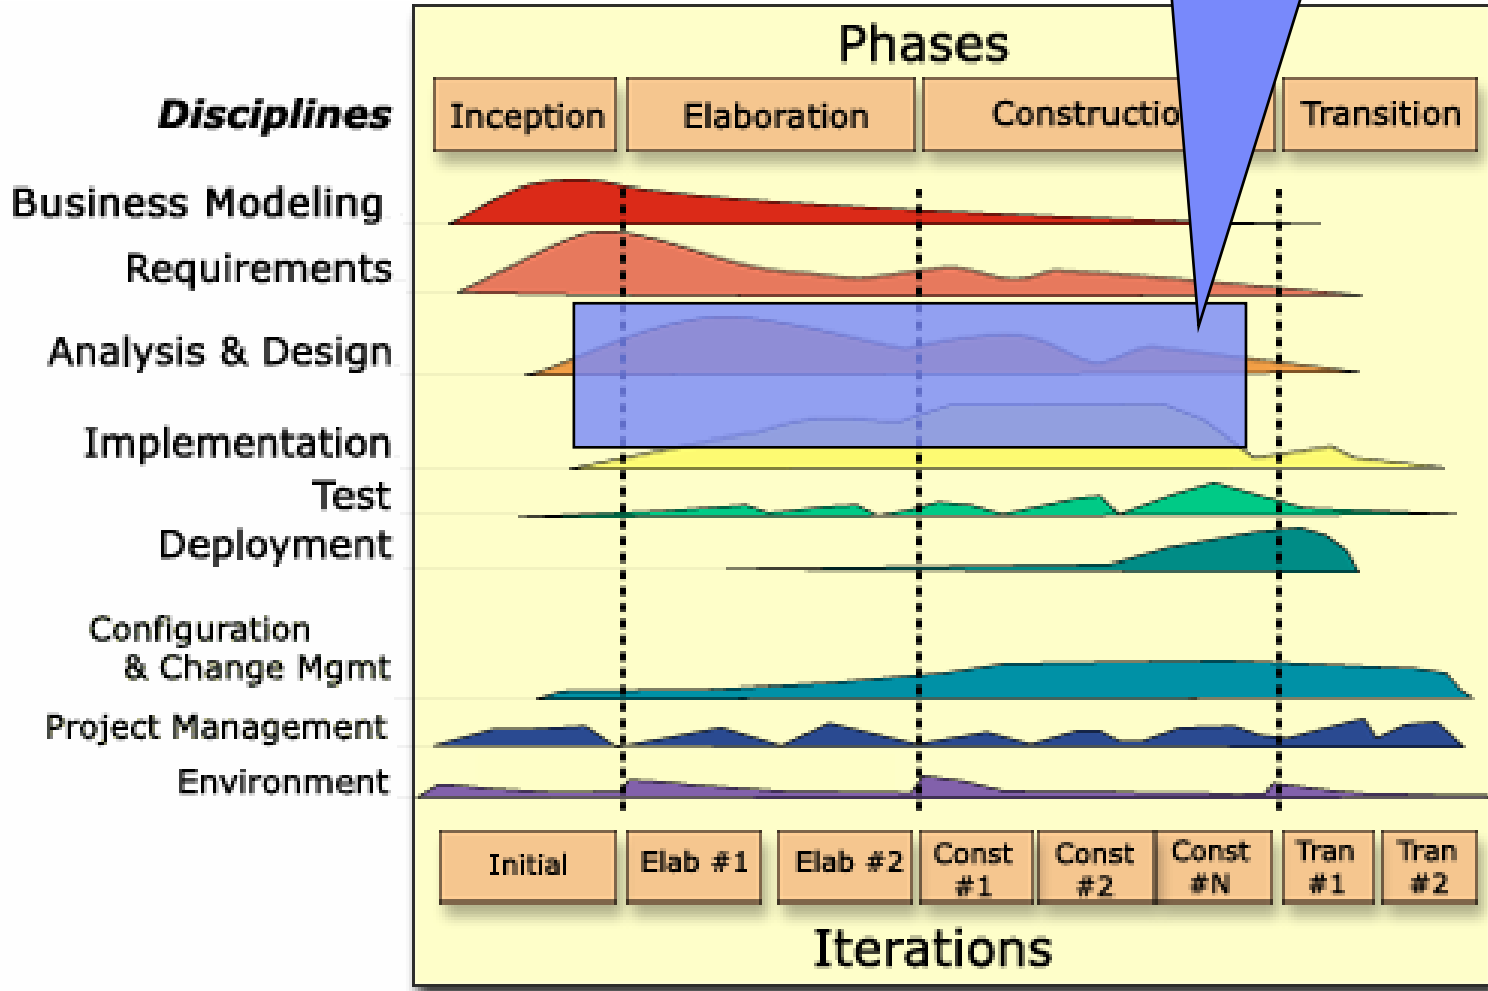 Phases
Disciplines
Inception
Elaboration
Constructio
Transition
Business Modeling
Requirements
Analysis & Design
Implementation
Test
Deployment
Configuration
& Change Mgmt
Project Management
Environment
Initial
Elab #1
Elab #2
Const
#1
Const
#2
Const
#N
Tran
#1
Tran
#2
Iterations